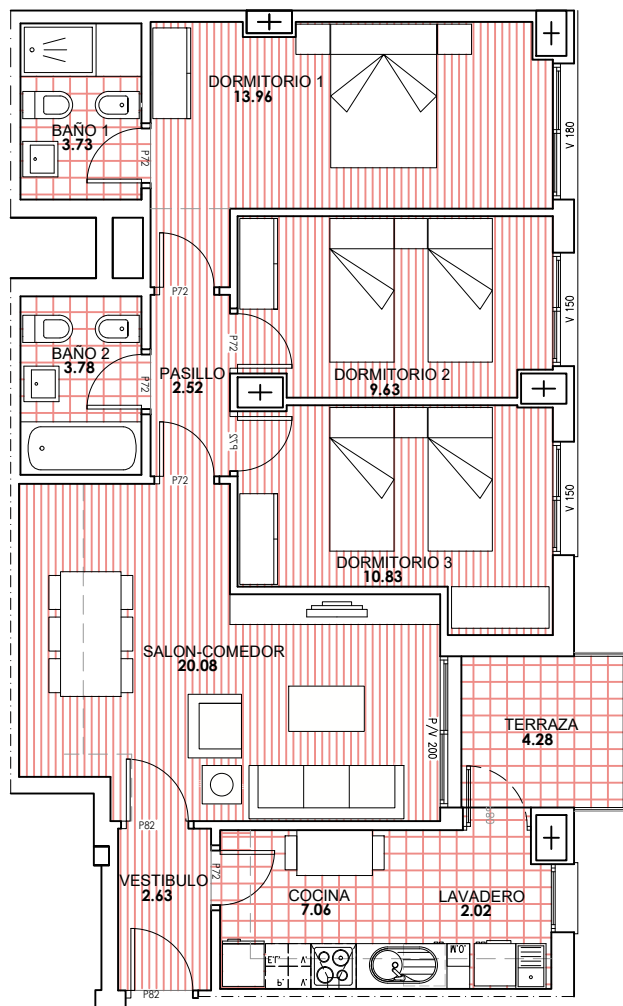 DORMITORIO 1
13.96
BAÑO 1
3.73
P72
V 180
P72
P72
V 150
BAÑO 2
3.78
PASILLO
2.52
DORMITORIO 2
9.63
P72
P72
P72
V 150
DORMITORIO 3
10.83
SALON-COMEDOR
20.08
P/V 200
TERRAZA
4.28
P82
P72
VESTIBULO
2.63
COCINA
7.06
LAVADERO
2.02
O.M.
P82